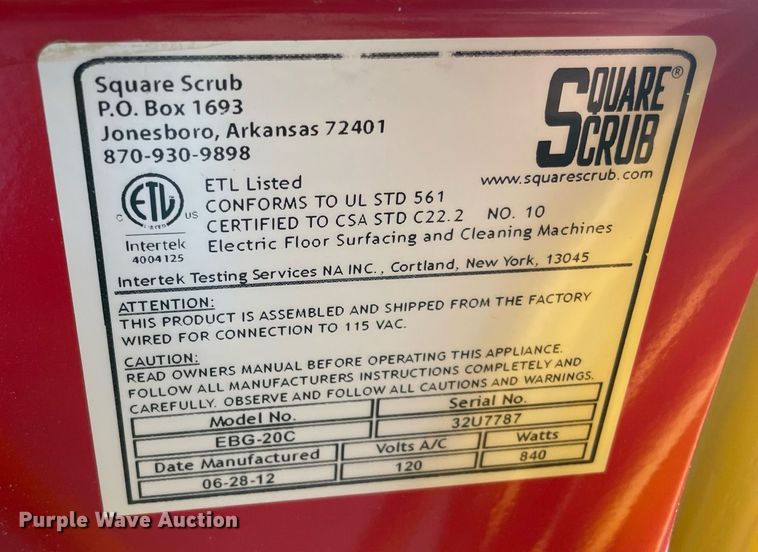 Square Scrub
P.O. Box 1693
Jonesboro, Arkansas 72401
870-930-9898
SQUARE SCRUB®
www.squarescrub.com
C ETL US
LISTED
Intertek
4004125
ETL Listed
CONFORMS TO UL STD 561
CERTIFIED TO CSA STD C22.2 NO. 10
Electric Floor Surfacing and Cleaning Machines
Intertek Testing Services NA INC., Cortland, New York, 13045
ATTENTION:
THIS PRODUCT IS ASSEMBLED AND SHIPPED FROM THE FACTORY
WIRED FOR CONNECTION TO 115 VAC.
CAUTION:
READ OWNERS MANUAL BEFORE OPERATING THIS APPLIANCE.
FOLLOW ALL MANUFACTURERS INSTRUCTIONS COMPLETELY AND
CAREFULLY. OBSERVE AND FOLLOW ALL CAUTIONS AND WARNINGS.
Model No. Serial No.
EBG-20C 32U7787
Date Manufactured Volts A/C Watts
06-28-12 120 840
Purple Wave Auction